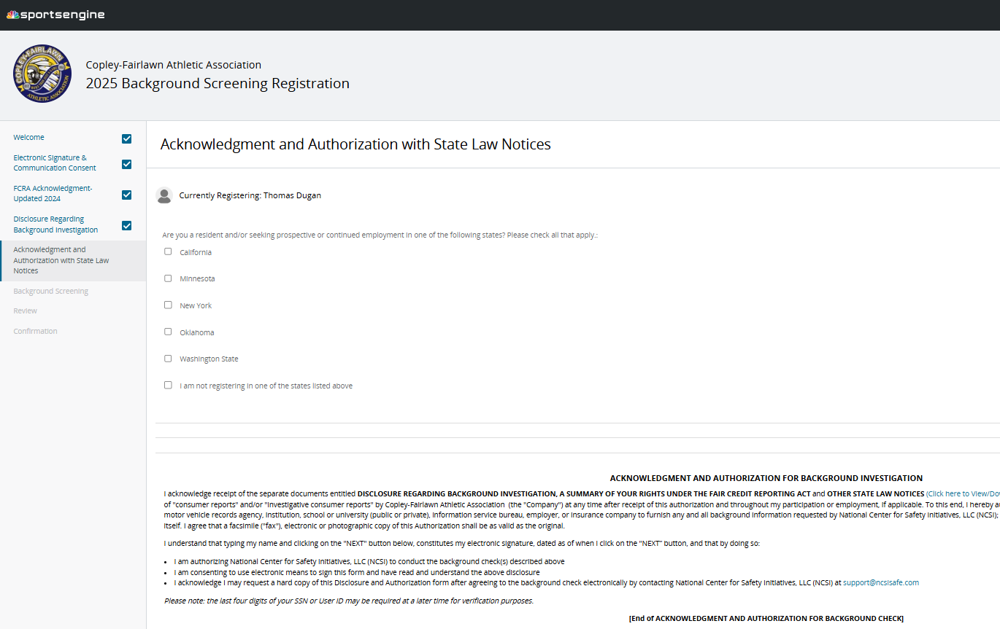 sportsengine
COPLEY-FAIRLAWN
ATHLETIC ASSOCIATION
Copley-Fairlawn Athletic Association
2025 Background Screening Registration
Welcome
Electronic Signature &
Communication Consent
FCRA Acknowledgment-
Updated 2024
Disclosure Regarding
Background Investigation
Acknowledgment and
Authorization with State Law
Notices
Background Screening
Review
Confirmation
Acknowledgment and Authorization with State Law Notices
Currently Registering: Thomas Dugan
Are you a resident and/or seeking prospective or continued employment in one of the following states? Please check all that apply.:
California
Minnesota
New York
Oklahoma
Washington State
I am not registering in one of the states listed above
ACKNOWLEDGMENT AND AUTHORIZATION FOR BACKGROUND INVESTIGATION
I acknowledge receipt of the separate documents entitled DISCLOSURE REGARDING BACKGROUND INVESTIGATION, A SUMMARY OF YOUR RIGHTS UNDER THE FAIR CREDIT REPORTING ACT and OTHER STATE LAW NOTICES (Click here to View/Do
of "consumer reports" and/or "investigative consumer reports" by Copley-Fairlawn Athletic Association (the "Company") at any time after receipt of this authorization and throughout my participation or employment, if applicable. To this end, I hereby a
motor vehicle records agency, institution, school or university (public or private), information service bureau, employer, or insurance company to furnish any and all background information requested by National Center for Safety Initiatives, LLC (NCSI);
itself. I agree that a facsimile ("fax"), electronic or photographic copy of this Authorization shall be as valid as the original.
I understand that typing my name and clicking on the "NEXT" button below, constitutes my electronic signature, dated as of when I click on the "NEXT" button, and that by doing so:
• I am authorizing National Center for Safety Initiatives, LLC (NCSI) to conduct the background check(s) described above
• I am consenting to use electronic means to sign this form and have read and understand the above disclosure
• I acknowledge I may request a hard copy of this Disclosure and Authorization form after agreeing to the background check electronically by contacting National Center for Safety Initiatives, LLC (NCSI) at support@ncsisafe.com
Please note: the last four digits of your SSN or User ID may be required at a later time for verification purposes.
[End of ACKNOWLEDGMENT AND AUTHORIZATION FOR BACKGROUND CHECK]